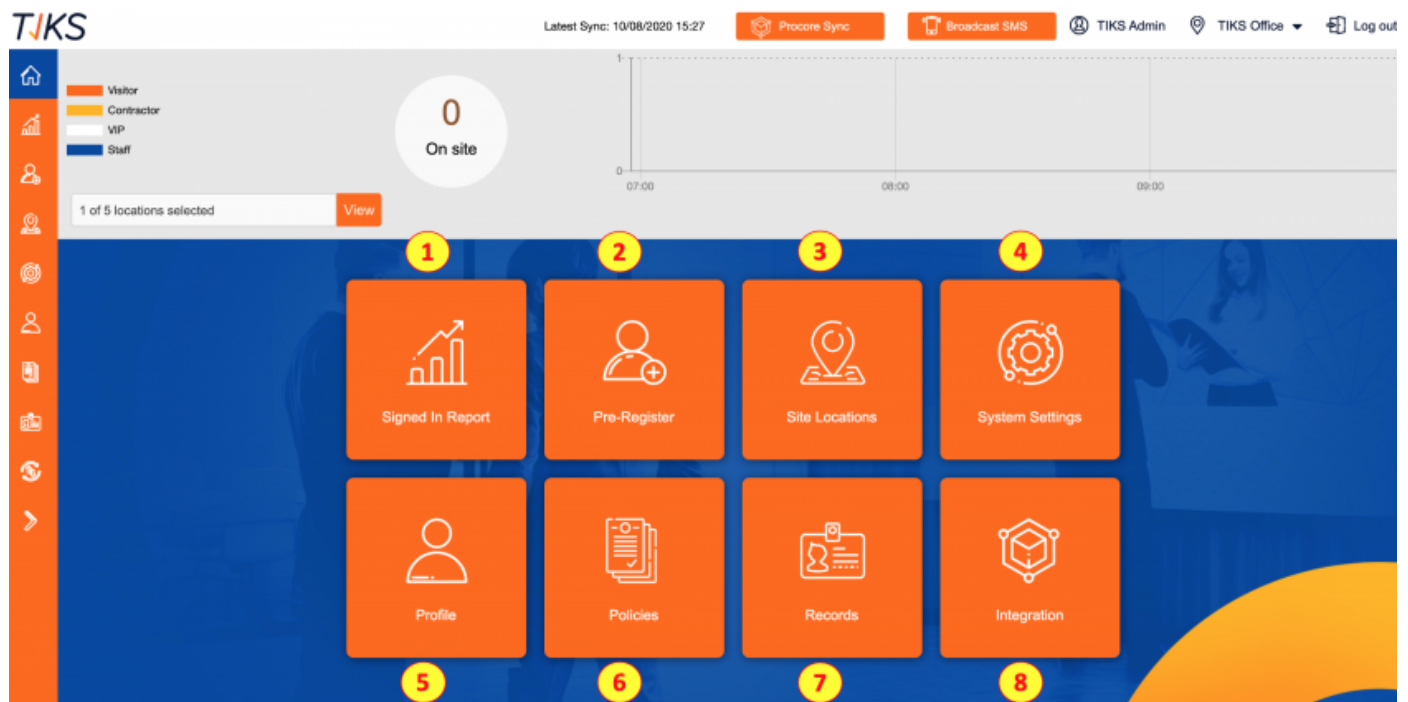 TIKS
Latest Sync: 10/08/2020 15:27
Procore Sync
Broadcast SMS
TIKS Admin
TIKS Office
Log out
Visitor
Contractor
VIP
Staff
0
On site
1
0
07:00
08:00
09:00
1 of 5 locations selected
View
1
2
3
4
Signed In Report
Pre-Register
Site Locations
System Settings
Profile
Policies
Records
Integration
5
6
7
8